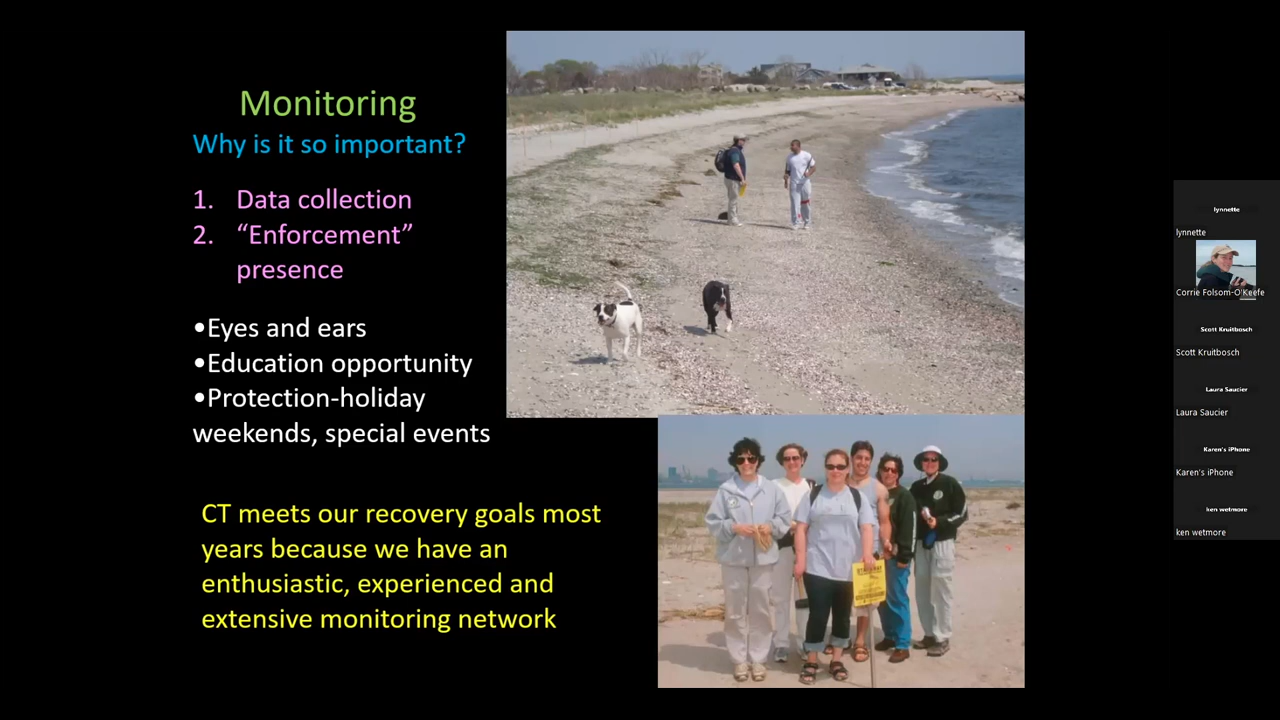 Monitoring
Why is it so important?
1. Data collection
2. “Enforcement”
presence
•Eyes and ears
•Education opportunity
•Protection-holiday
weekends, special events
CT meets our recovery goals most
years because we have an
enthusiastic, experienced and
extensive monitoring network
lynnette
lynnette
Corrie Folsom-O'Keefe
Scott Kruitbosch
Scott Kruitbosch
Laura Saucier
Laura Saucier
Karen's iPhone
Karen's iPhone
ken wetmore
ken wetmore